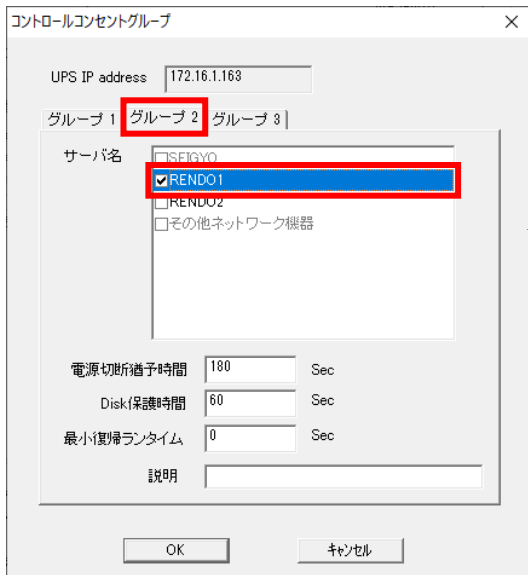 コントロールコンセントグループ
UPS IP address 172.16.1.163
グループ 1 グループ 2 グループ 3
サーバ名
SEIGYO
RENDO1
RENDO2
その他ネットワーク機器
電源切断猶予時間 180 Sec
Disk保護時間 60 Sec
最小復帰ランタイム 0 Sec
説明
OK キャンセル